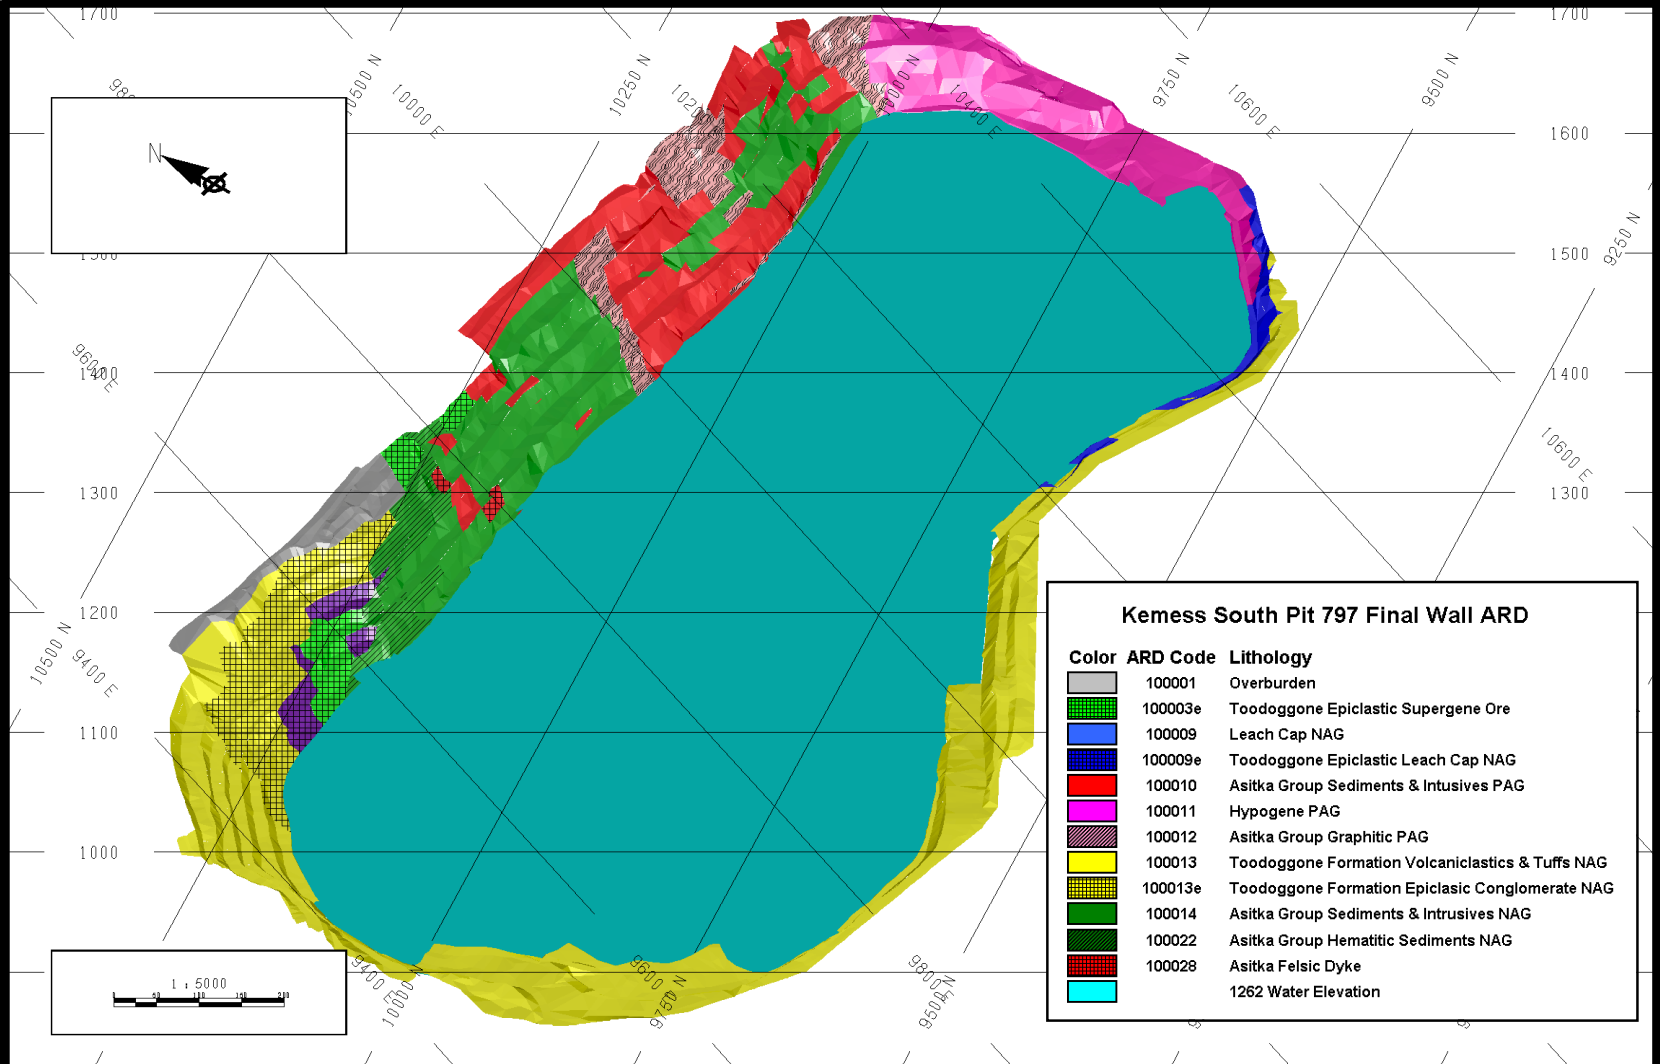 1700
1700
10500 N
10000 E
10250 N
10200
10000 N
10400 E
9750 N
10600 E
9500 N
1600
1600
N
9250 N
1500
1500
9600 E
1400
1400
10600 E
1300
1300
1200
10500 N
9400 E
1100
1000
Kemess South Pit 797 Final Wall ARD
Color ARD Code Lithology
100001 Overburden
100003e Toodoggone Epiclastic Supergene Ore
100009 Leach Cap NAG
100009e Toodoggone Epiclastic Leach Cap NAG
100010 Asitka Group Sediments & Intusives PAG
100011 Hypogene PAG
100012 Asitka Group Graphitic PAG
100013 Toodoggone Formation Volcaniclastics & Tuffs NAG
100013e Toodoggone Formation Epiclasic Conglomerate NAG
100014 Asitka Group Sediments & Intrusives NAG
100022 Asitka Group Hematitic Sediments NAG
100028 Asitka Felsic Dyke
1262 Water Elevation
9400 E
9600 E
9800 E
1 : 5000
9750 N